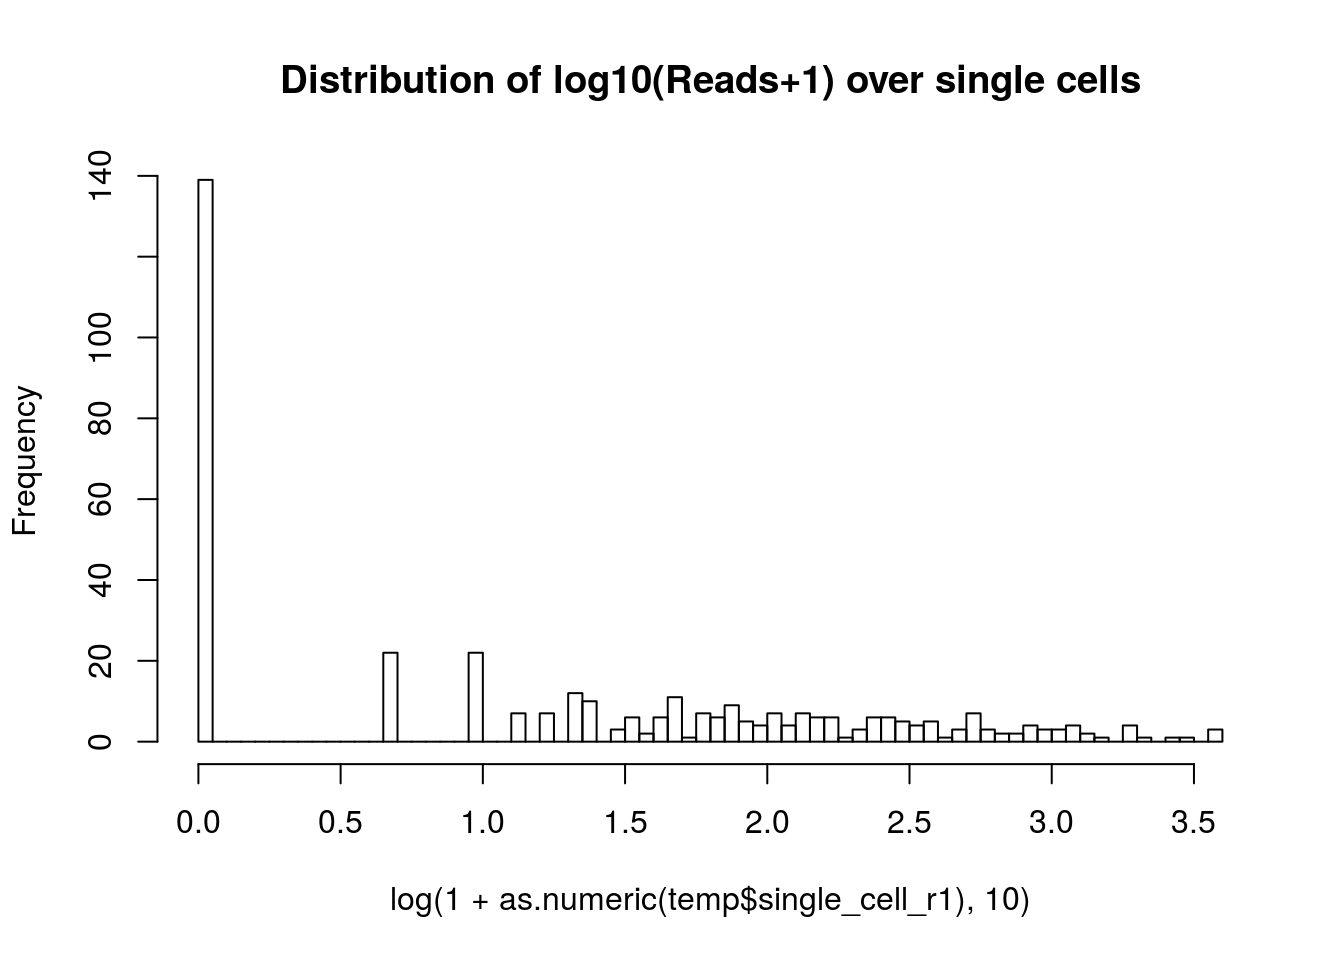 Distribution of log10(Reads+1) over single cells
Frequency
140
100
80
60
40
20
0
0.0 0.5 1.0 1.5 2.0 2.5 3.0 3.5
log(1 + as.numeric(temp$single_cell_r1), 10)